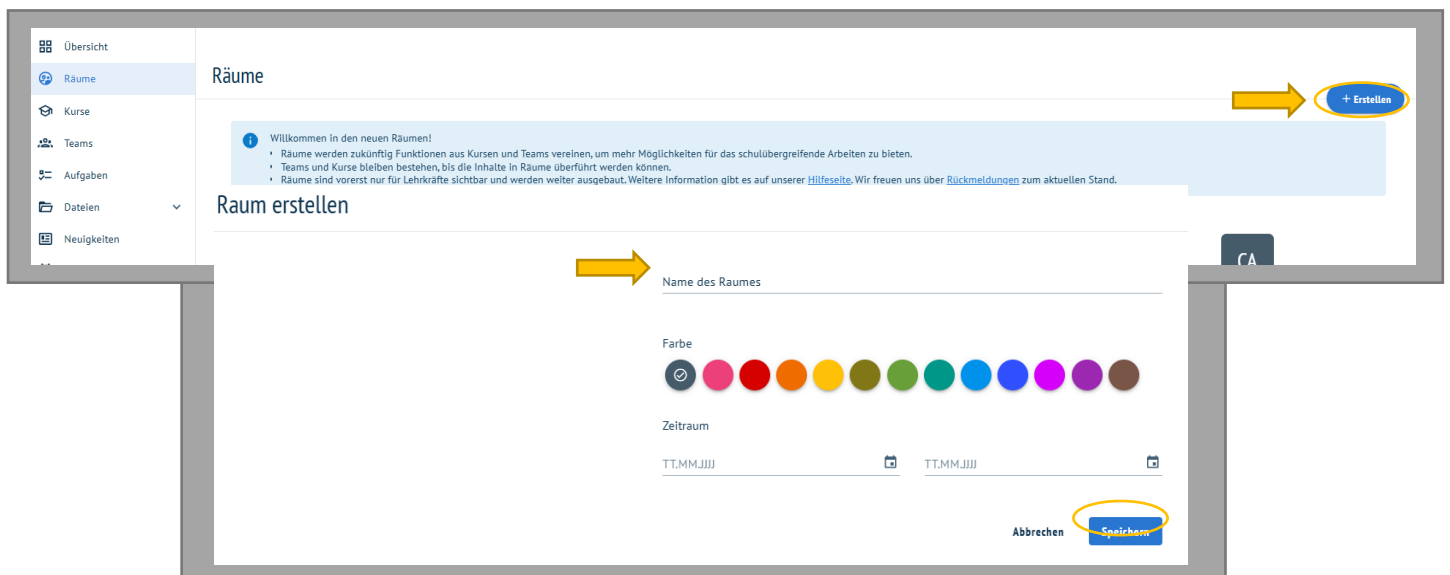 Übersicht
Räume
Kurse
Teams
Aufgaben
Dateien
Neuigkeiten
Räume
+ Erstellen
Willkommen in den neuen Räumen!
• Räume werden zukünftig Funktionen aus Kursen und Teams vereinen, um mehr Möglichkeiten für das schulübergreifende Arbeiten zu bieten.
• Teams und Kurse bleiben bestehen, bis die Inhalte in Räume überführt werden können.
• Räume sind vorerst nur für Lehrkräfte sichtbar und werden weiter ausgebaut. Weitere Information gibt es auf unserer Hilfeseite. Wir freuen uns über Rückmeldungen zum aktuellen Stand.
CA
Raum erstellen
Name des Raumes
Farbe
Zeitraum
TT.MM.JJJJ TT.MM.JJJJ
Abbrechen Speichern